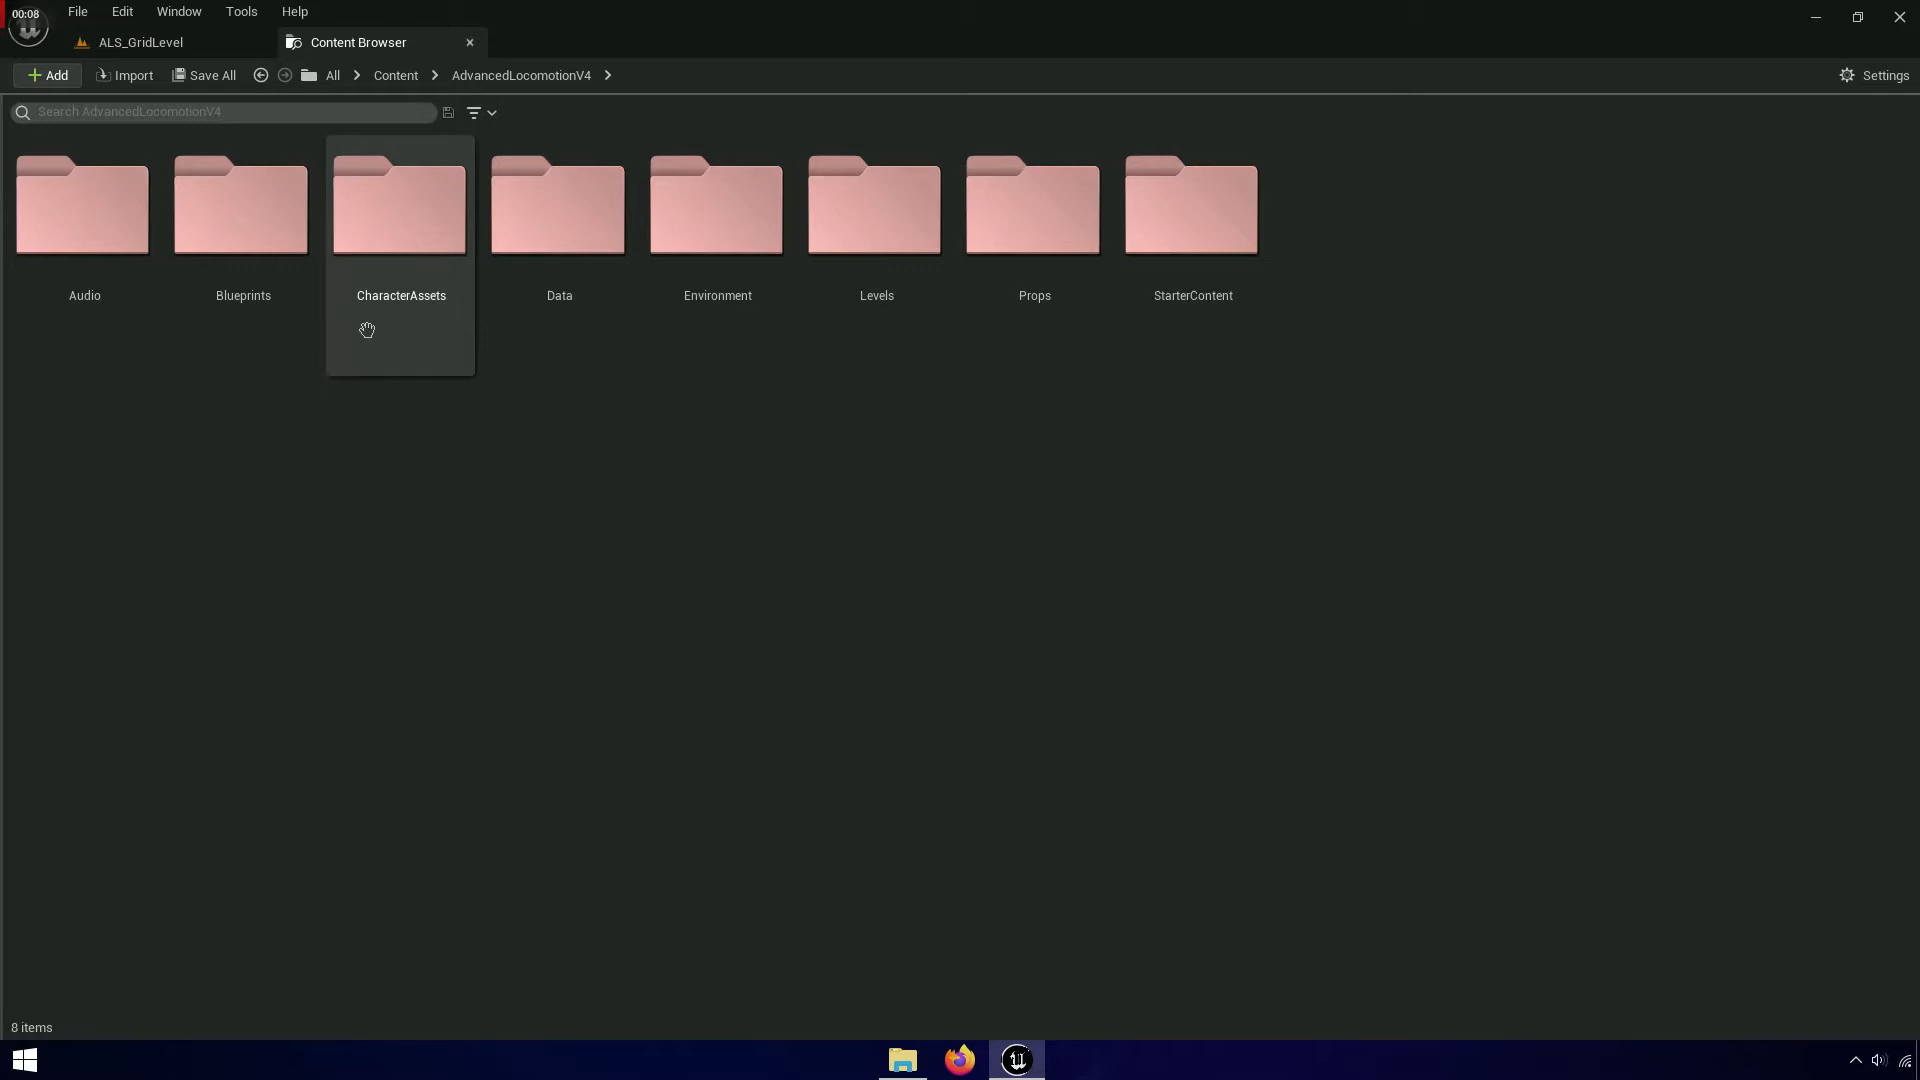 00:08
File Edit Window Tools Help
ALS_GridLevel Content Browser
Add Import Save All All Content AdvancedLocomotionV4 Settings
Search AdvancedLocomotionV4
Audio Blueprints CharacterAssets Data Environment Levels Props StarterContent
8 items